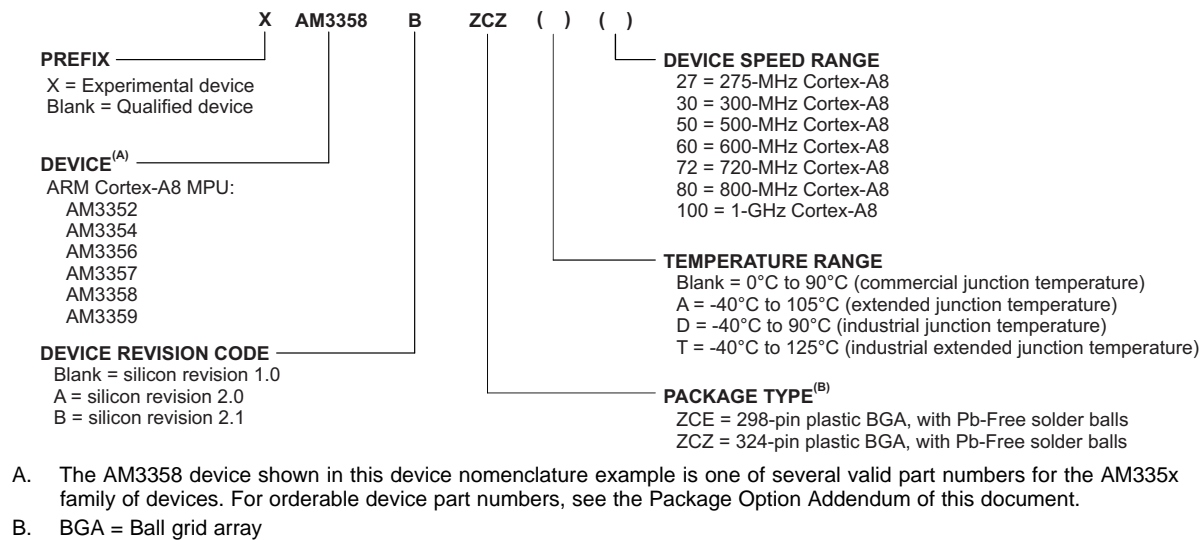 X AM3358 B ZCZ ( ) ( )
PREFIX
X = Experimental device
Blank = Qualified device
DEVICE(A)
ARM Cortex-A8 MPU:
AM3352
AM3354
AM3356
AM3357
AM3358
AM3359
DEVICE REVISION CODE
Blank = silicon revision 1.0
A = silicon revision 2.0
B = silicon revision 2.1
DEVICE SPEED RANGE
27 = 275-MHz Cortex-A8
30 = 300-MHz Cortex-A8
50 = 500-MHz Cortex-A8
60 = 600-MHz Cortex-A8
72 = 720-MHz Cortex-A8
80 = 800-MHz Cortex-A8
100 = 1-GHz Cortex-A8
TEMPERATURE RANGE
Blank = 0°C to 90°C (commercial junction temperature)
A = -40°C to 105°C (extended junction temperature)
D = -40°C to 90°C (industrial junction temperature)
T = -40°C to 125°C (industrial extended junction temperature)
PACKAGE TYPE(B)
ZCE = 298-pin plastic BGA, with Pb-Free solder balls
ZCZ = 324-pin plastic BGA, with Pb-Free solder balls
A. The AM3358 device shown in this device nomenclature example is one of several valid part numbers for the AM335x
family of devices. For orderable device part numbers, see the Package Option Addendum of this document.
B. BGA = Ball grid array